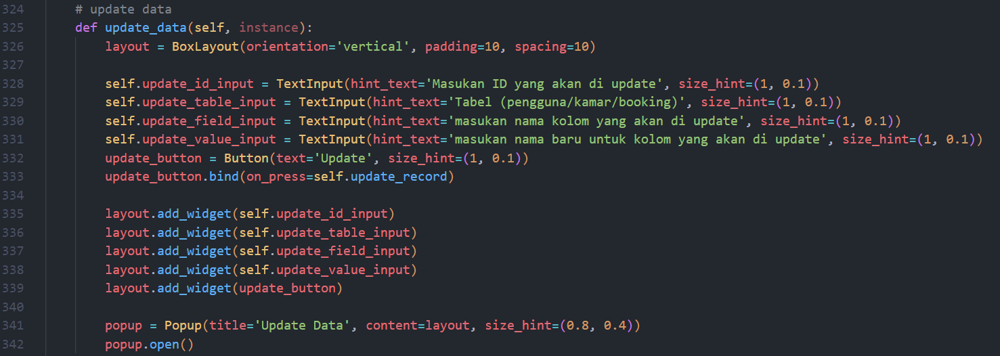 324 # update data
325 def update_data(self, instance):
326 layout = BoxLayout(orientation='vertical', padding=10, spacing=10)
327
328 self.update_id_input = TextInput(hint_text='Masukan ID yang akan di update', size_hint=(1, 0.1))
329 self.update_table_input = TextInput(hint_text='Tabel (pengguna/kamar/booking)', size_hint=(1, 0.1))
330 self.update_field_input = TextInput(hint_text='masukan nama kolom yang akan di update', size_hint=(1, 0.1))
331 self.update_value_input = TextInput(hint_text='masukan nama baru untuk kolom yang akan di update', size_hint=(1, 0.1))
332 update_button = Button(text='Update', size_hint=(1, 0.1))
333 update_button.bind(on_press=self.update_record)
334
335 layout.add_widget(self.update_id_input)
336 layout.add_widget(self.update_table_input)
337 layout.add_widget(self.update_field_input)
338 layout.add_widget(self.update_value_input)
339 layout.add_widget(update_button)
340
341 popup = Popup(title='Update Data', content=layout, size_hint=(0.8, 0.4))
342 popup.open()